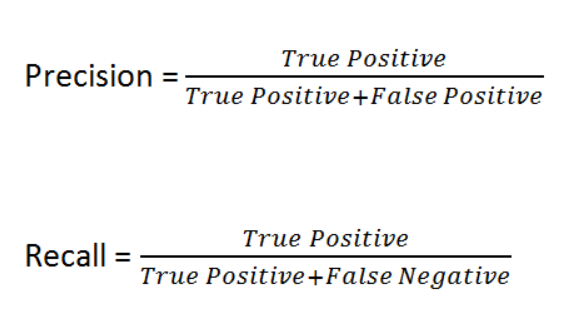 True Positive
Precision =
True Positive+False Positive
True Positive
Recall =
True Positive+False Negative